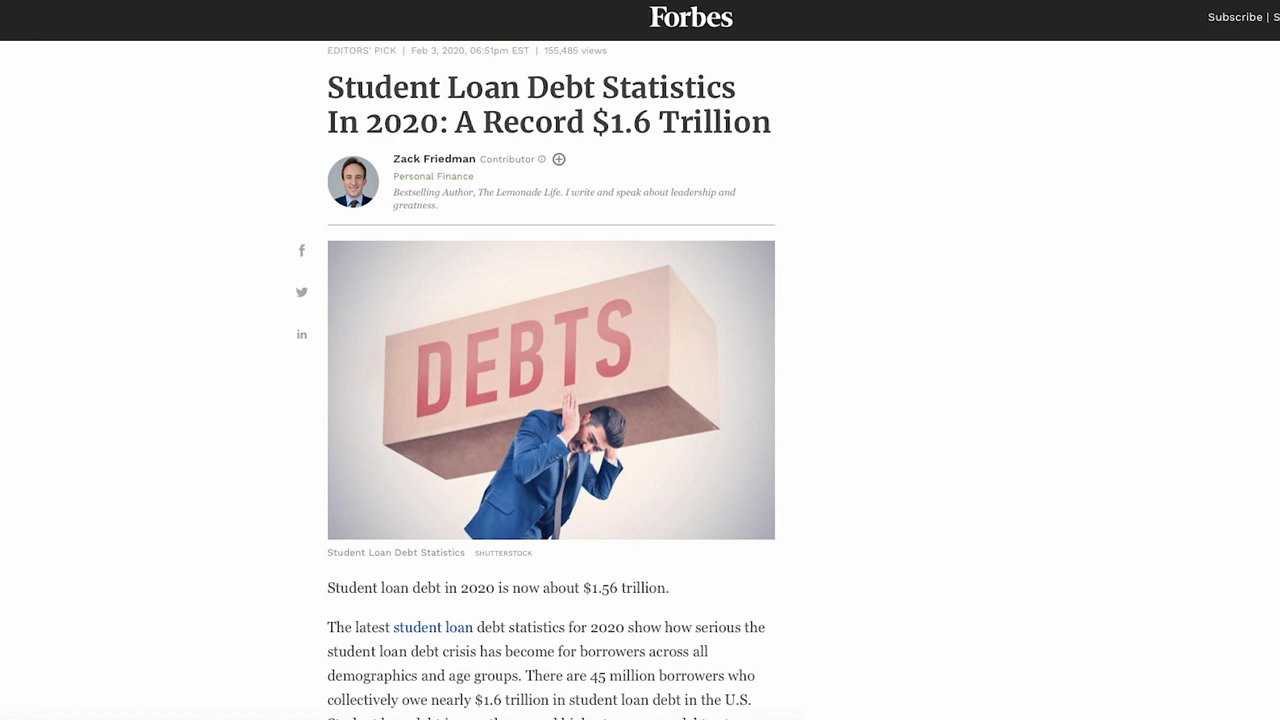 Forbes
Subscribe | S
EDITORS' PICK | Feb 3, 2020, 06:51pm EST | 155,485 views
Student Loan Debt Statistics
In 2020: A Record $1.6 Trillion
Zack Friedman Contributor
Personal Finance
Bestselling Author, The Lemonade Life. I write and speak about leadership and
greatness.
f
in
DEBTS
Student Loan Debt Statistics SHUTTERSTOCK
Student loan debt in 2020 is now about $1.56 trillion.
The latest student loan debt statistics for 2020 show how serious the
student loan debt crisis has become for borrowers across all
demographics and age groups. There are 45 million borrowers who
collectively owe nearly $1.6 trillion in student loan debt in the U.S.